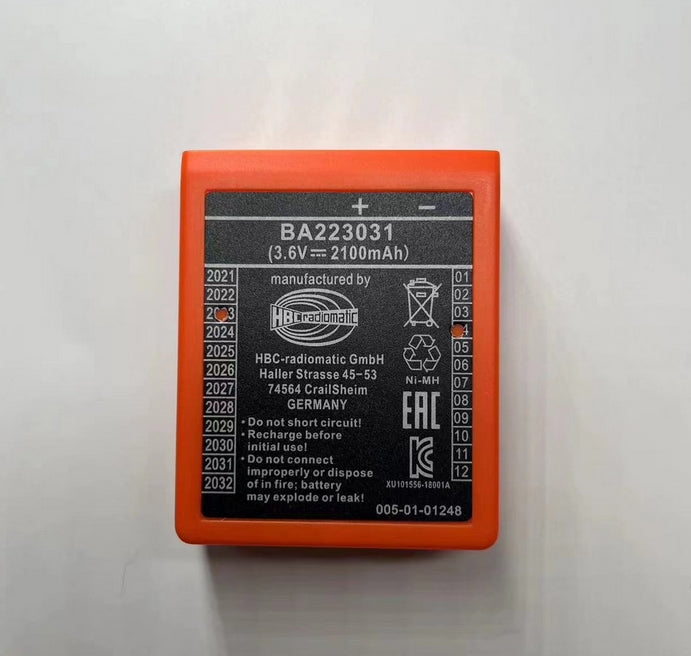 + −
BA223031
(3.6V⎓2100mAh)
manufactured by
HBC radiomatic
HBC-radiomatic GmbH
Haller Strasse 45-53
74564 CrailSheim
GERMANY
• Do not short circuit!
• Recharge before
initial use!
• Do not connect
improperly or dispose
of in fire; battery
may explode or leak!
2021
2022
2024
2025
2026
2027
2028
2029
2030
2031
2032
01
02
03
05
06
07
08
09
10
11
12
Ni-MH
EAC
XU101556-18001A
005-01-01248